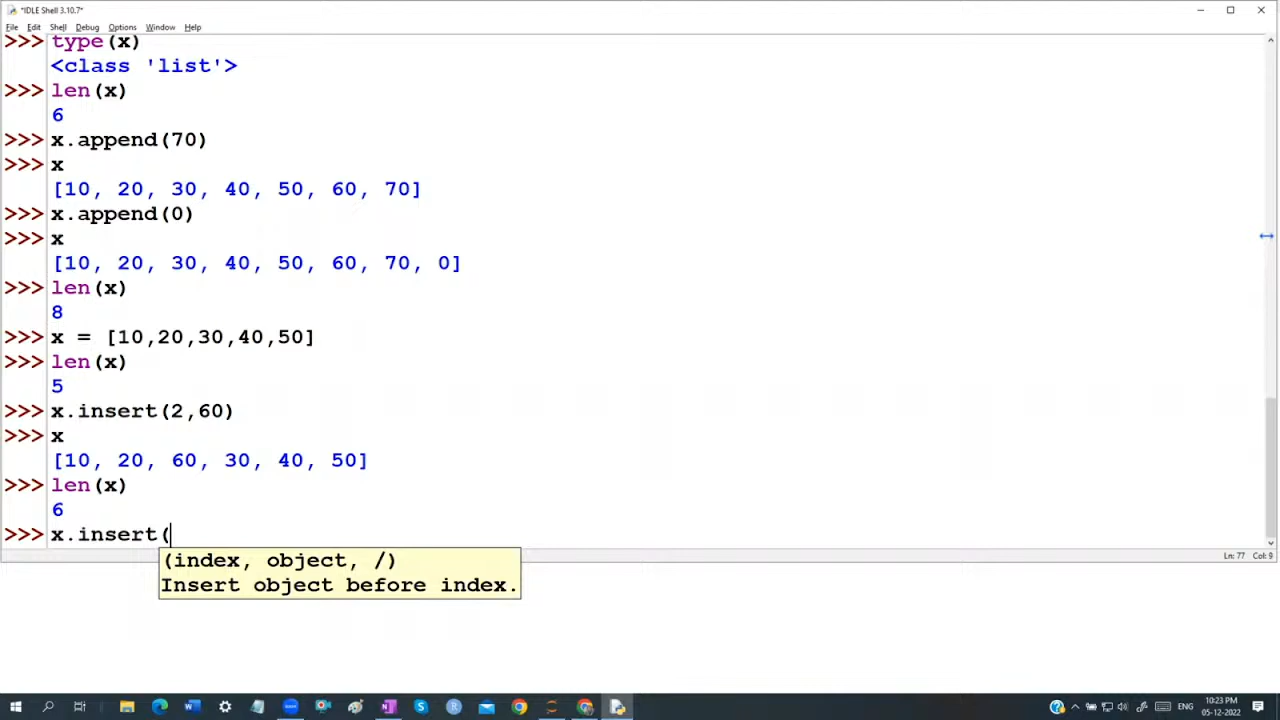 *IDLE Shell 3.10.7*
File Edit Shell Debug Options Window Help
>>> type(x)
<class 'list'>
>>> len(x)
6
>>> x.append(70)
>>> x
[10, 20, 30, 40, 50, 60, 70]
>>> x.append(0)
>>> x
[10, 20, 30, 40, 50, 60, 70, 0]
>>> len(x)
8
>>> x = [10,20,30,40,50]
>>> len(x)
5
>>> x.insert(2,60)
>>> x
[10, 20, 60, 30, 40, 50]
>>> len(x)
6
>>> x.insert(
(index, object, /)
Insert object before index.
Ln: 77 Col: 9
ENG
10:23 PM
05-12-2022